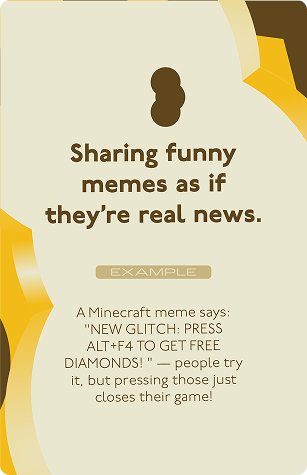 Sharing funny
memes as if
they're real news.
EXAMPLE
A Minecraft meme says:
"NEW GLITCH: PRESS
ALT+F4 TO GET FREE
DIAMONDS! " — people try
it, but pressing those just
closes their game!